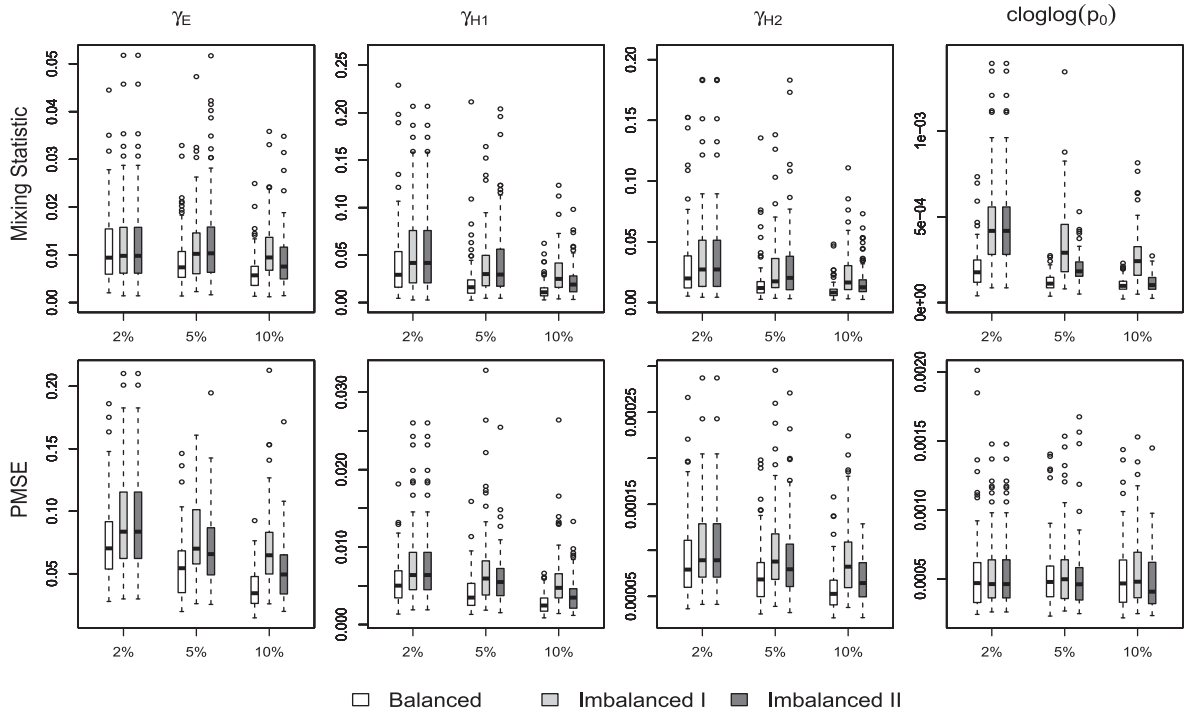 γE γH1 γH2 cloglog(p0)
Mixing Statistic
0.00 0.01 0.02 0.03 0.04 0.05
2% 5% 10%
0.00 0.05 0.10 0.15 0.20 0.25
2% 5% 10%
0.00 0.05 0.10 0.15 0.20
2% 5% 10%
0e+00 5e−04 1e−03
2% 5% 10%
PMSE
0.05 0.10 0.15 0.20
2% 5% 10%
0.000 0.010 0.020 0.030
2% 5% 10%
0.00005 0.00015 0.00025
2% 5% 10%
0.0005 0.0010 0.0015 0.0020
2% 5% 10%
Balanced Imbalanced I Imbalanced II